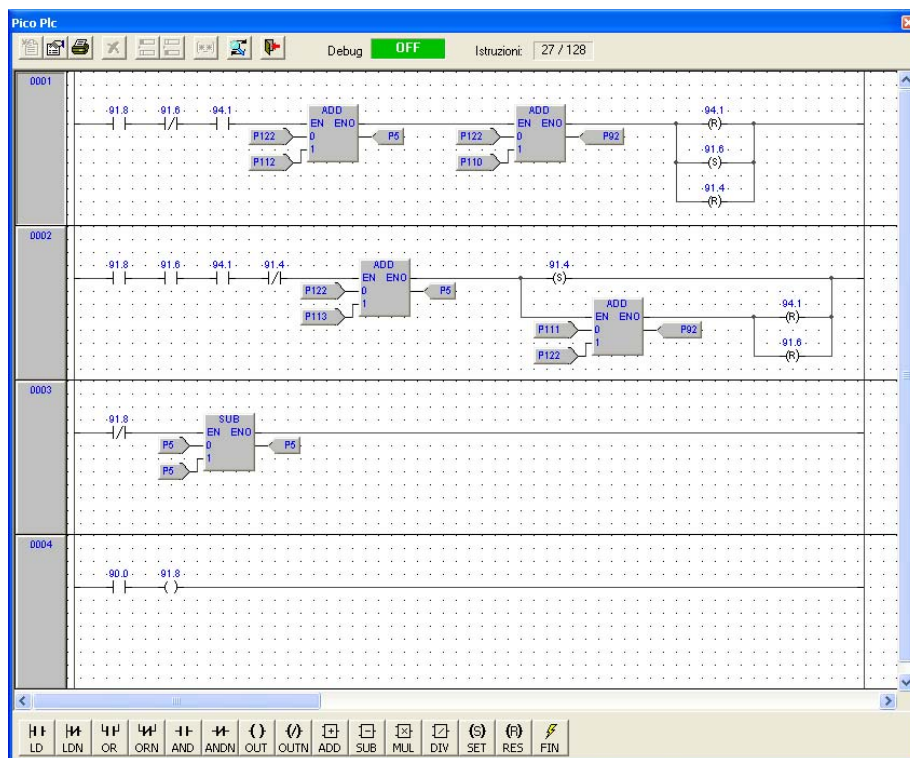 Pico Plc
Debug OFF Istruzioni: 27 / 128
0001
91.8 91.6 94.1 ADD ADD 94.1
EN ENO EN ENO (R)
P122 0 P5 P122 0 P92
P112 1 P110 1 91.6
(S)
91.4
(R)
0002
91.8 91.6 94.1 91.4 ADD 91.4
EN ENO (S)
P122 0 P5 ADD 94.1
P113 1 EN ENO (R)
P111 0 P92
P122 1 91.6
(R)
0003
91.8 SUB
EN ENO
P5 0 P5
P5 1
0004
90.0 91.8
( )
LD LDN OR ORN AND ANDN OUT OUTN ADD SUB MUL DIV SET RES FIN